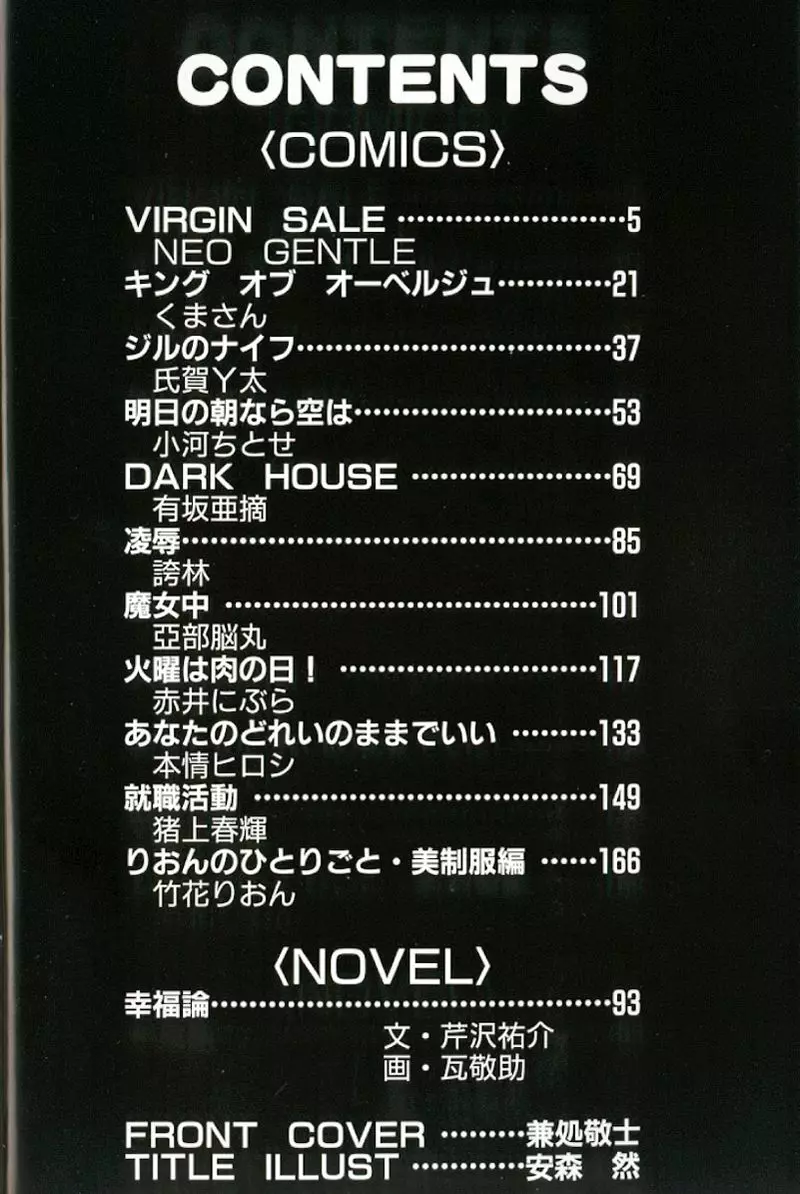 CONTENTS
〈COMICS〉
VIRGIN SALE ……………………5
NEO GENTLE
キング オブ オーベルジュ…………21
くまさん
ジルのナイフ……………………………37
氏賀Y太
明日の朝なら空は………………………53
小河ちとせ
DARK HOUSE …………………69
有坂亜摘
凌辱………………………………………85
誇林
魔女中 …………………………………101
亞部脳丸
火曜は肉の日! ………………………117
赤井にぶら
あなたのどれいのままでいい ………133
本情ヒロシ
就職活動 ………………………………149
猪上春輝
りおんのひとりごと・美制服編 ……166
竹花りおん
〈NOVEL〉
幸福論……………………………………93
文・芹沢祐介
画・瓦敬助
FRONT COVER ………兼処敬士
TITLE ILLUST …………安森 然